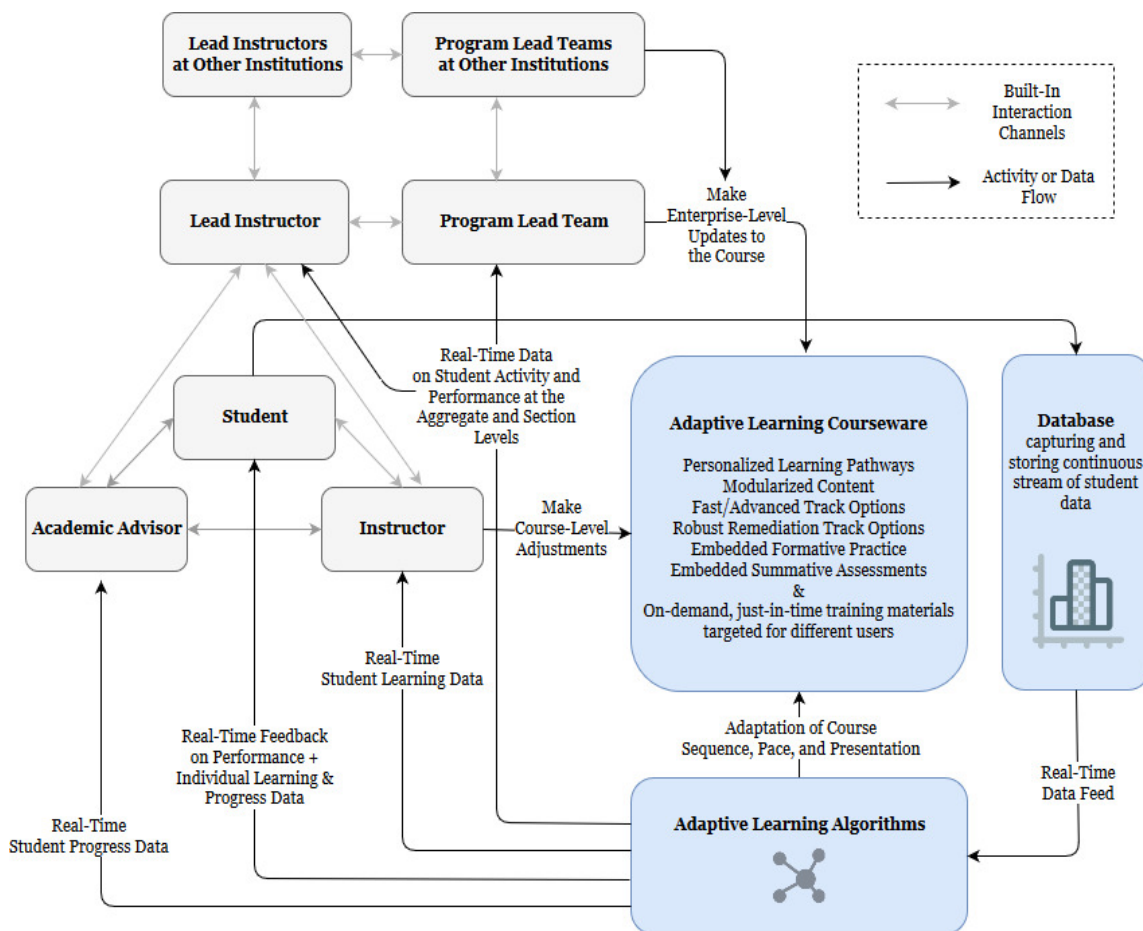 Lead Instructors
at Other Institutions
Program Lead Teams
at Other Institutions
Built-In
Interaction
Channels
Activity or Data
Flow
Make
Enterprise-Level
Updates to
the Course
Lead Instructor
Program Lead Team
Real-Time Data
on Student Activity and
Performance at the
Aggregate and Section
Levels
Student
Academic Advisor
Instructor
Make
Course-Level
Adjustments
Adaptive Learning Courseware
Personalized Learning Pathways
Modularized Content
Fast/Advanced Track Options
Robust Remediation Track Options
Embedded Formative Practice
Embedded Summative Assessments
&
On-demand, just-in-time training materials
targeted for different users
Database
capturing and
storing continuous
stream of student
data
Real-Time
Student Learning Data
Real-Time Feedback
on Performance +
Individual Learning &
Progress Data
Real-Time
Student Progress Data
Adaptation of Course
Sequence, Pace, and Presentation
Real-Time
Data Feed
Adaptive Learning Algorithms